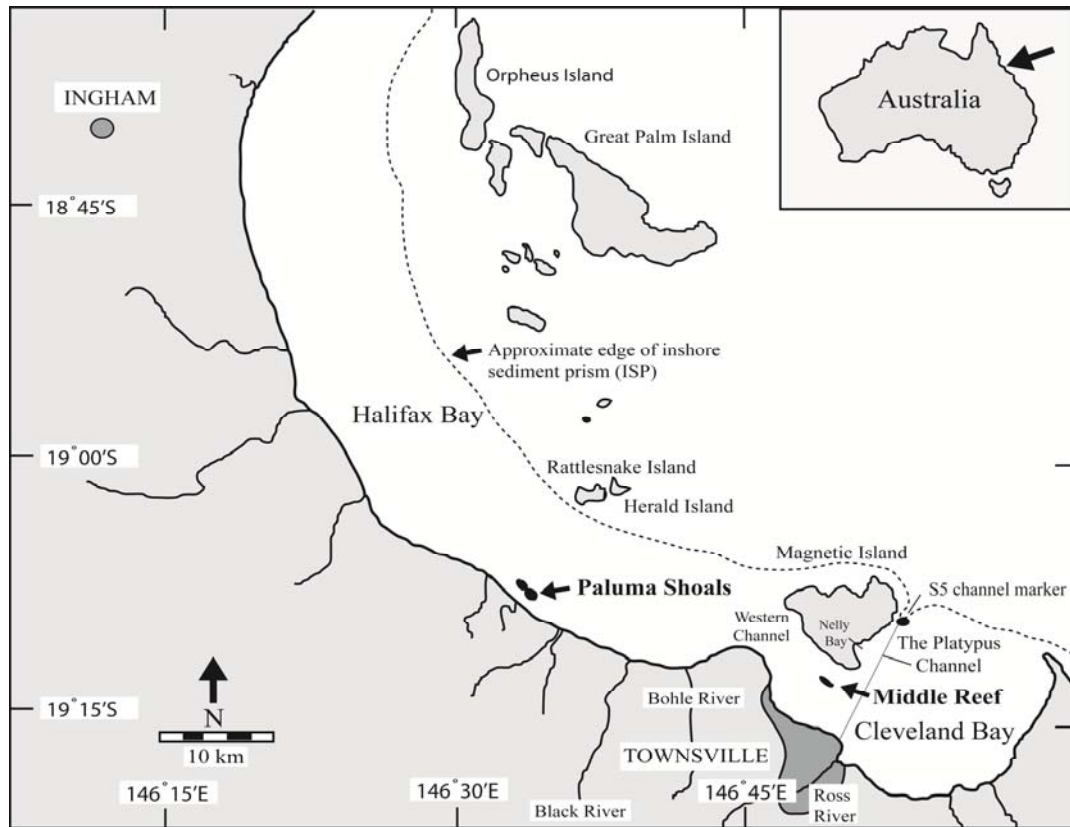 Orpheus Island
INGHAM
Great Palm Island
Australia
18°45'S
Approximate edge of inshore
sediment prism (ISP)
Halifax Bay
19°00'S
Rattlesnake Island
Herald Island
Magnetic Island
Paluma Shoals
S5 channel marker
Western
Channel
Nelly
Bay
The Platypus
Channel
Middle Reef
19°15'S
N
10 km
Bohle River
Cleveland Bay
TOWNSVILLE
146°15'E
146°30'E
146°45'E
Black River
Ross
River